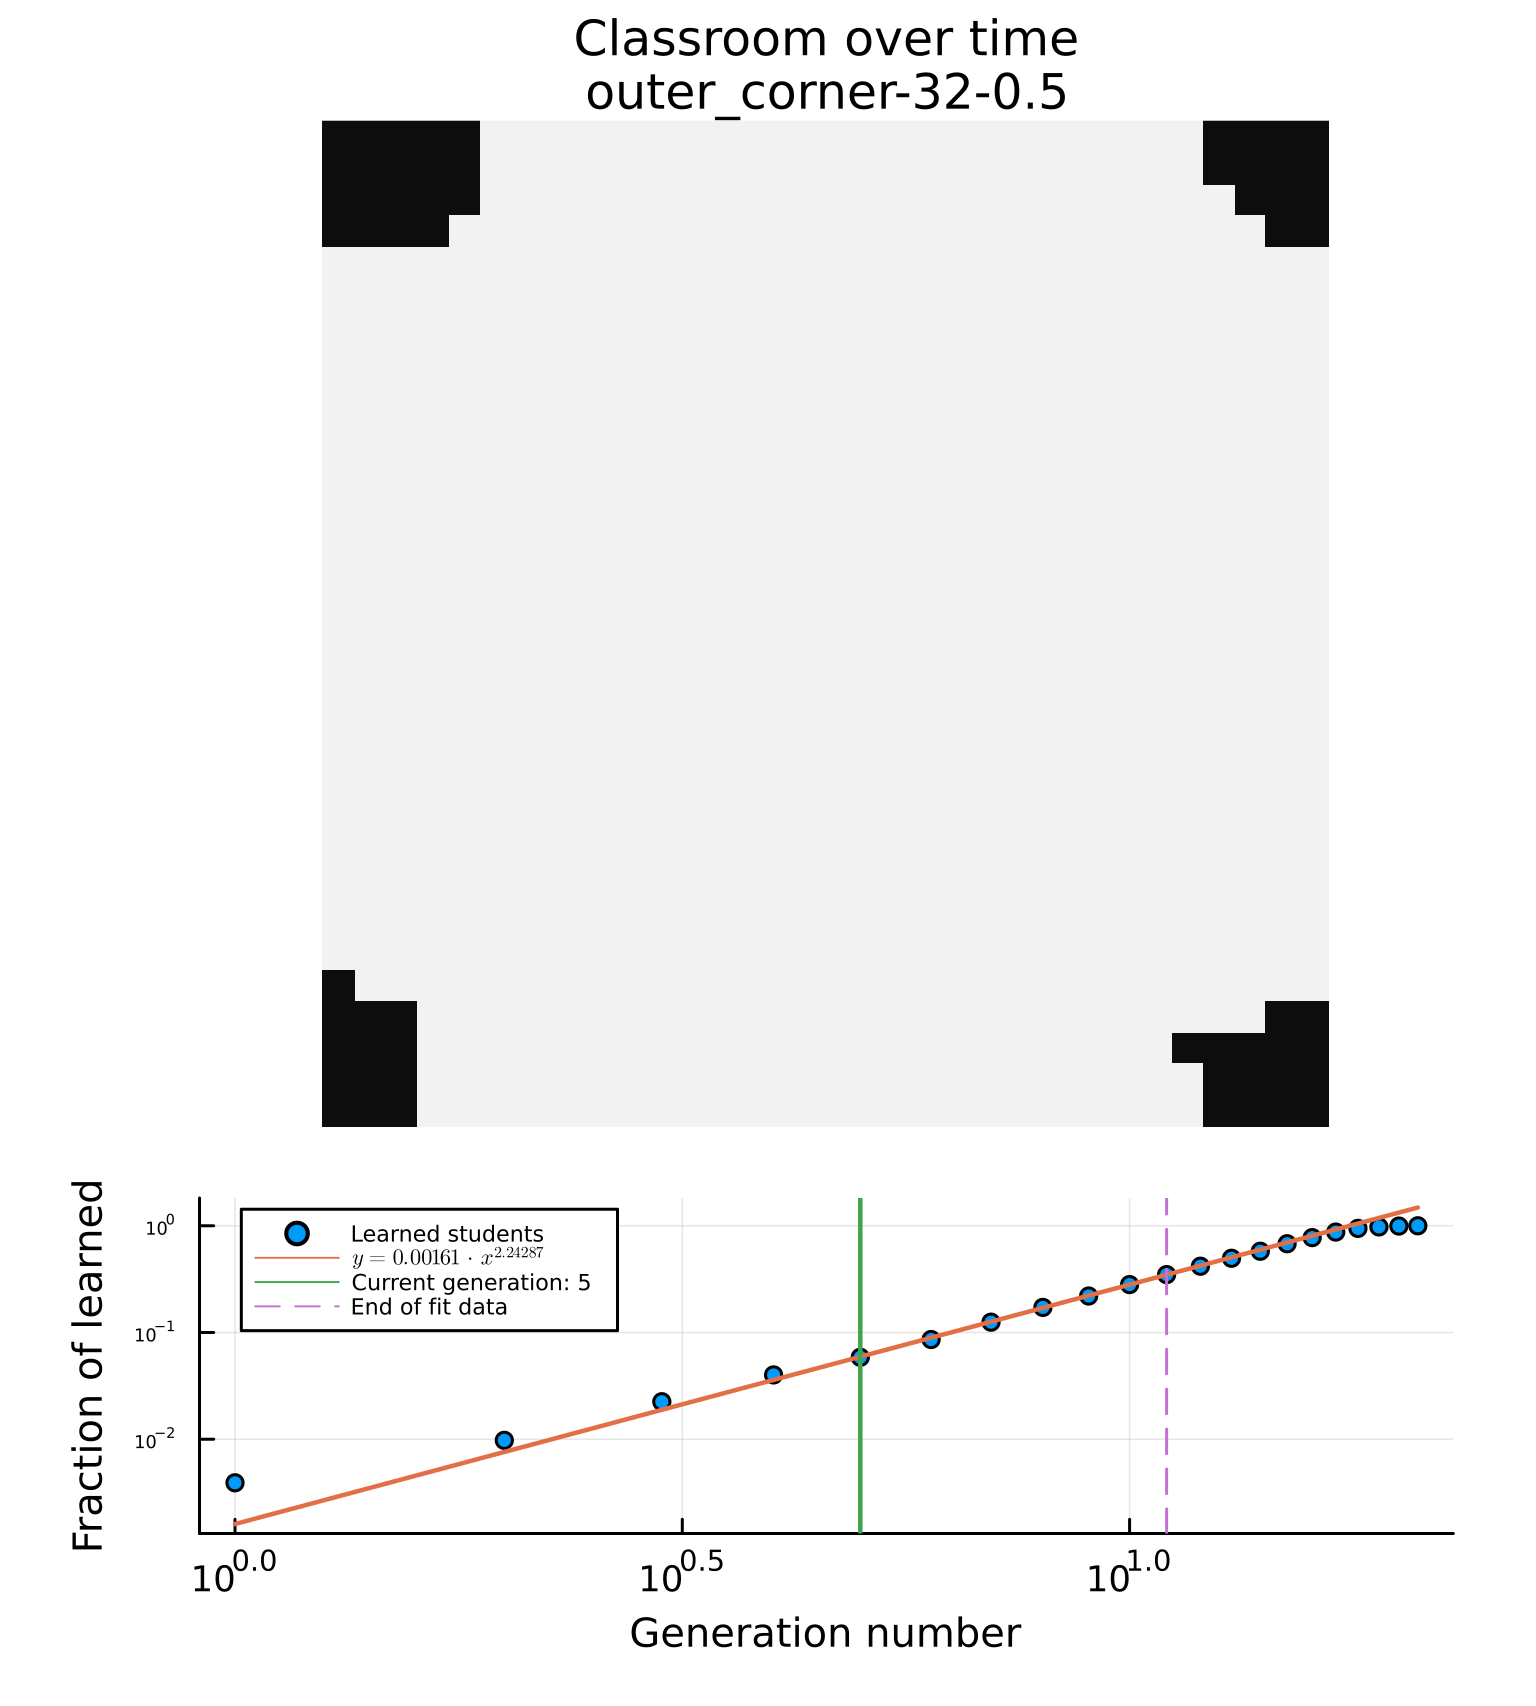 Classroom over time
outer_corner-32-0.5
Fraction of learned
10^0
10^-1
10^-2
Learned students
y = 0.00161 · x^2.24287
Current generation: 5
End of fit data
10^0.0
10^0.5
10^1.0
Generation number